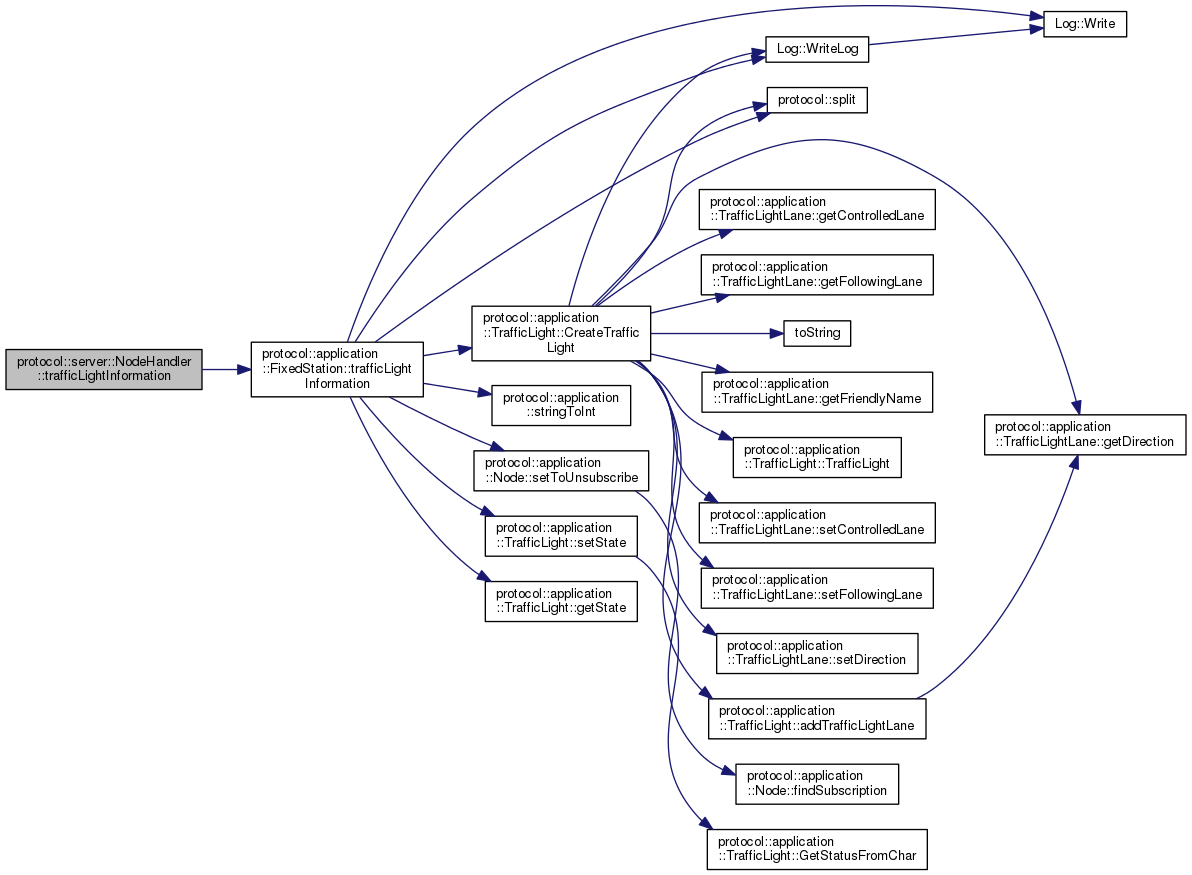 Log::Write
Log::WriteLog
protocol::split
protocol::application
::TrafficLightLane::getControlledLane
protocol::application
::TrafficLightLane::getFollowingLane
protocol::application
::TrafficLight::CreateTraffic
Light
toString
protocol::server::NodeHandler
::trafficLightInformation
protocol::application
::FixedStation::trafficLight
Information
protocol::application
::TrafficLightLane::getFriendlyName
protocol::application
::stringToInt
protocol::application
::TrafficLightLane::getDirection
protocol::application
::TrafficLight::TrafficLight
protocol::application
::Node::setToUnsubscribe
protocol::application
::TrafficLightLane::setControlledLane
protocol::application
::TrafficLight::setState
protocol::application
::TrafficLightLane::setFollowingLane
protocol::application
::TrafficLight::getState
protocol::application
::TrafficLightLane::setDirection
protocol::application
::TrafficLight::addTrafficLightLane
protocol::application
::Node::findSubscription
protocol::application
::TrafficLight::GetStatusFromChar